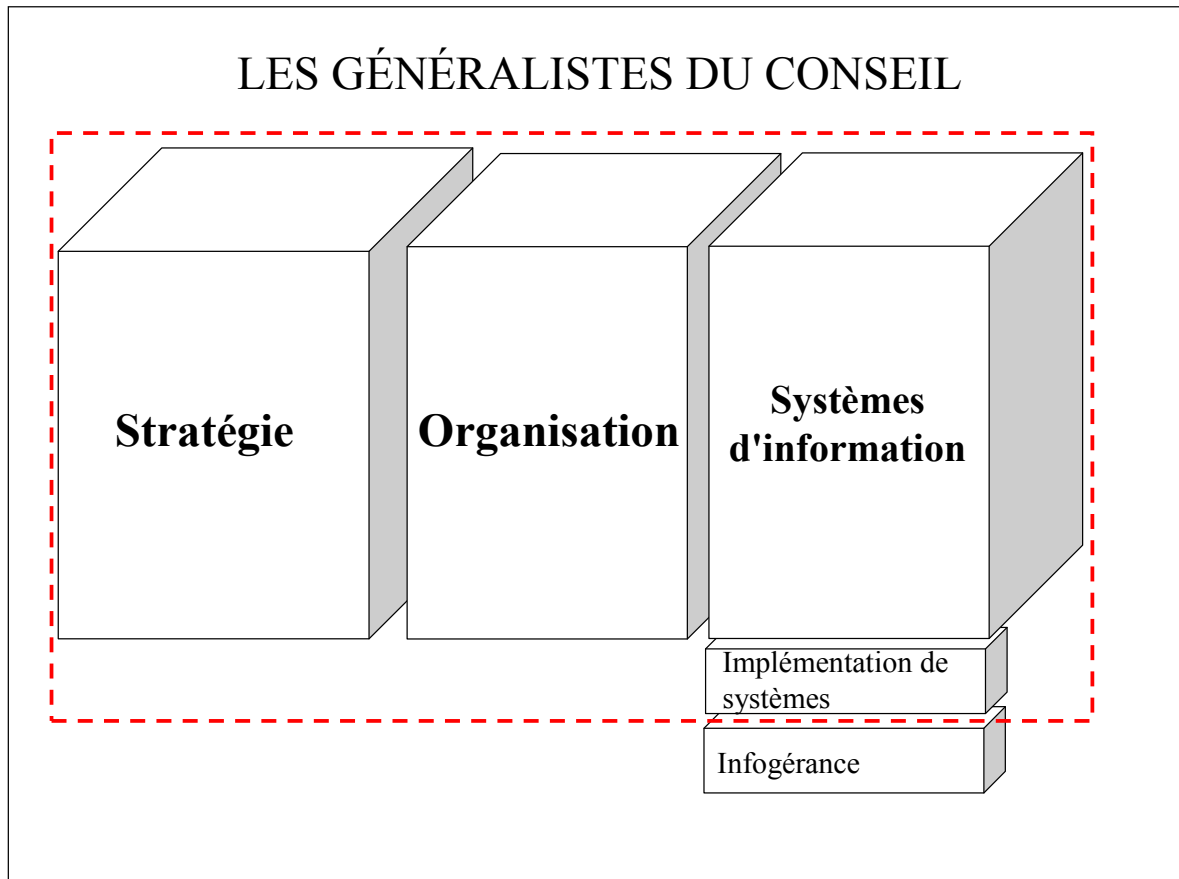 LES GÉNÉRALISTES DU CONSEIL
Stratégie
Organisation
Systèmes
d'information
Implémentation de
systèmes
Infogérance